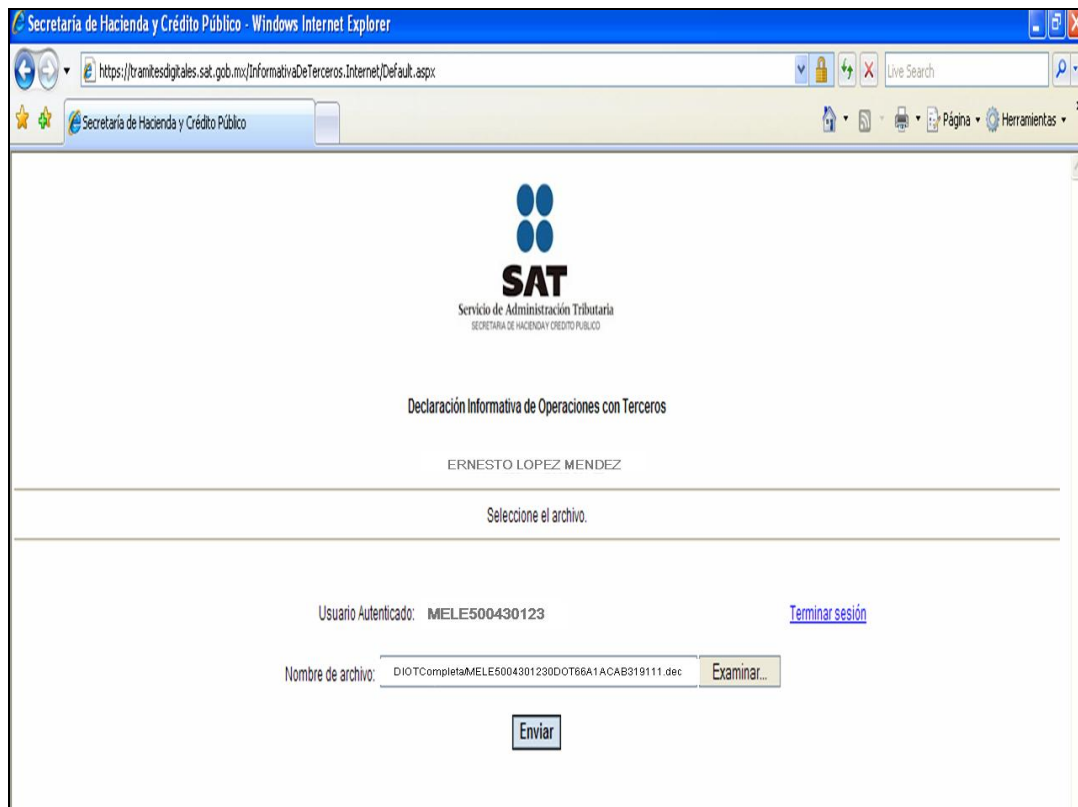 Secretaría de Hacienda y Crédito Público - Windows Internet Explorer
https://tramitesdigitales.sat.gob.mx/InformativaDeTerceros.Internet/Default.aspx
Live Search
Secretaría de Hacienda y Crédito Público
Página
Herramientas
SAT
Servicio de Administración Tributaria
SECRETARIA DE HACIENDA Y CREDITO PUBLICO
Declaración Informativa de Operaciones con Terceros
ERNESTO LOPEZ MENDEZ
Seleccione el archivo.
Usuario Autenticado: MELE500430123 Terminar sesión
Nombre de archivo: DIOTCompleta/MELE5004301230DOT66A1ACAB319111.dec Examinar...
Enviar